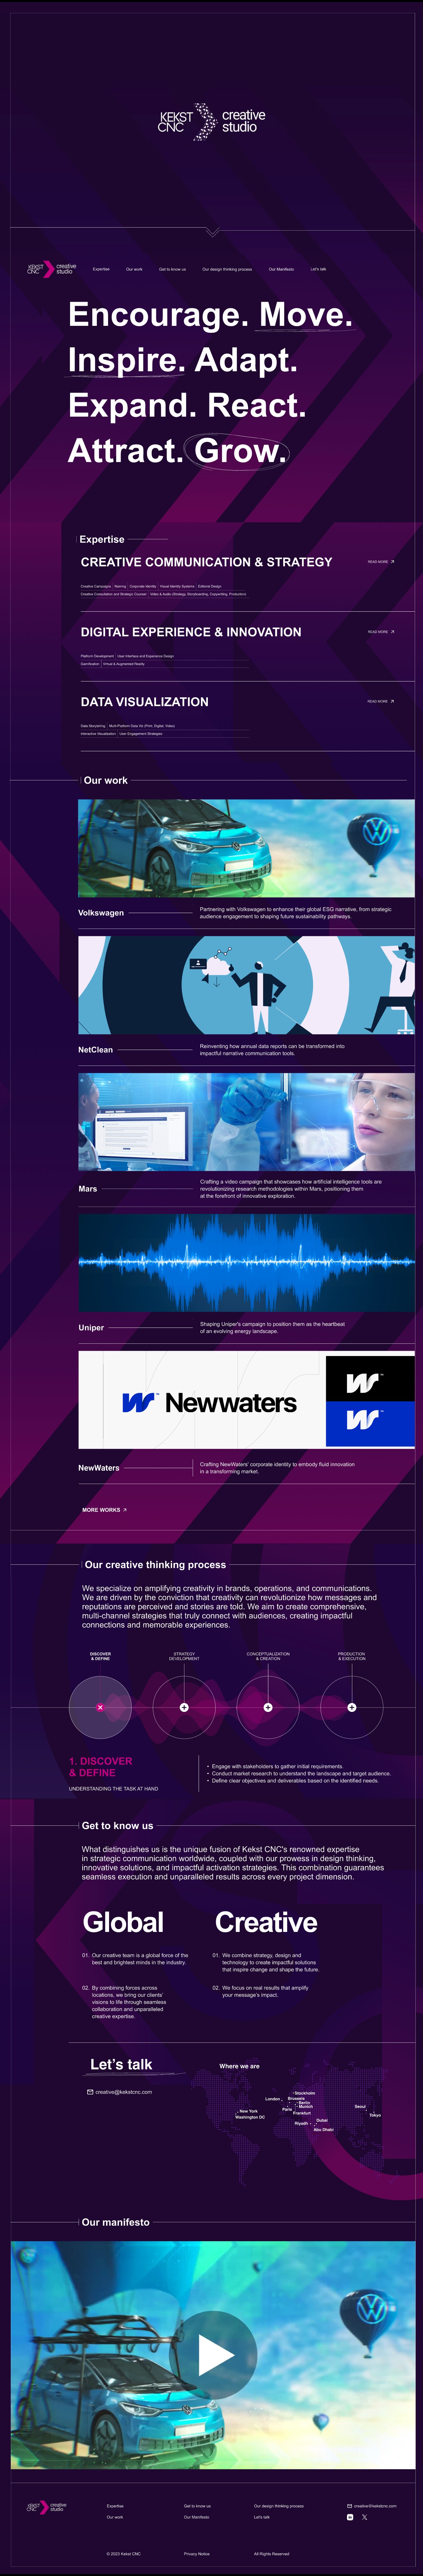 KEKST
CNC
creative
studio
KEKST
CNC
creative
studio
Expertise
Our work
Get to know us
Our design thinking process
Our Manifesto
Let's talk
Encourage. Move.
Inspire. Adapt.
Expand. React.
Attract. Grow.
Expertise
CREATIVE COMMUNICATION & STRATEGY
READ MORE
Creative Campaigns | Naming | Corporate Identity | Visual Identity Systems | Editorial Design
Creative Consultation and Strategic Counsel | Video & Audio (Strategy, Storyboarding, Copywriting, Production)
DIGITAL EXPERIENCE & INNOVATION
READ MORE
Platform Development | User Interface and Experience Design
Gamification | Virtual & Augmented Reality
DATA VISUALIZATION
READ MORE
Data Storytelling | Multi-Platform Data Viz (Print, Digital, Video)
Interactive Visualisation | User Engagement Strategies
Our work
Volkswagen
Partnering with Volkswagen to enhance their global ESG narrative, from strategic
audience engagement to shaping future sustainability pathways.
NetClean
Reinventing how annual data reports can be transformed into
impactful narrative communication tools.
Mars
Crafting a video campaign that showcases how artificial intelligence tools are
revolutionizing research methodologies within Mars, positioning them
at the forefront of innovative exploration.
Uniper
Shaping Uniper's campaign to position them as the heartbeat
of an evolving energy landscape.
Newwaters
NewWaters
Crafting NewWaters' corporate identity to embody fluid innovation
in a transforming market.
MORE WORKS
Our creative thinking process
We specialize on amplifying creativity in brands, operations, and communications.
We are driven by the conviction that creativity can revolutionize how messages and
reputations are perceived and stories are told. We aim to create comprehensive,
multi-channel strategies that truly connect with audiences, creating impactful
connections and memorable experiences.
DISCOVER
& DEFINE
STRATEGY
DEVELOPMENT
CONCEPTUALIZATION
& CREATION
PRODUCTION
& EXECUTION
1. DISCOVER
& DEFINE
UNDERSTANDING THE TASK AT HAND
• Engage with stakeholders to gather initial requirements.
• Conduct market research to understand the landscape and target audience.
• Define clear objectives and deliverables based on the identified needs.
Get to know us
What distinguishes us is the unique fusion of Kekst CNC's renowned expertise
in strategic communication worldwide, coupled with our prowess in design thinking,
innovative solutions, and impactful activation strategies. This combination guarantees
seamless execution and unparalleled results across every project dimension.
Global
01. Our creative team is a global force of the
best and brightest minds in the industry.
02. By combining forces across
locations, we bring our clients'
visions to life through seamless
collaboration and unparalleled
creative expertise.
Creative
01. We combine strategy, design and
technology to create impactful solutions
that inspire change and shape the future.
02. We focus on real results that amplify
your message's impact.
Let's talk
creative@kekstcnc.com
Where we are
Stockholm
London
Brussels
Berlin
Munich
Paris
Frankfurt
New York
Washington DC
Dubai
Riyadh
Abu Dhabi
Seoul
Tokyo
Our manifesto
KEKST
CNC
creative
studio
Expertise
Get to know us
Our design thinking process
creative@kekstcnc.com
Our work
Our Manifesto
Let's talk
© 2023 Kekst CNC
Privacy Notice
All Rights Reserved